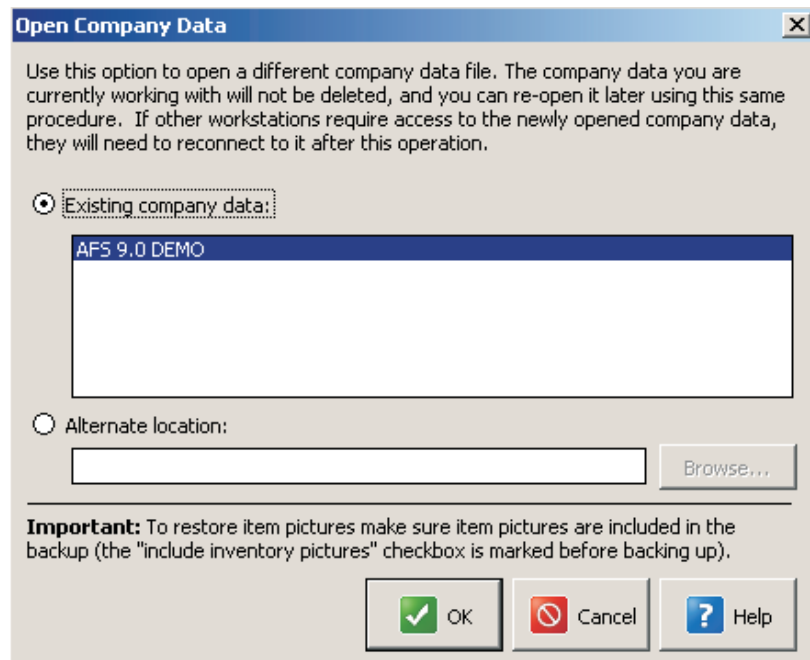 Open Company Data
Use this option to open a different company data file. The company data you are
currently working with will not be deleted, and you can re-open it later using this same
procedure.  If other workstations require access to the newly opened company data,
they will need to reconnect to it after this operation.
Existing company data:
AFS 9.0 DEMO
Alternate location:
Browse...
Important: To restore item pictures make sure item pictures are included in the
backup (the "include inventory pictures" checkbox is marked before backing up).
OK
Cancel
? Help